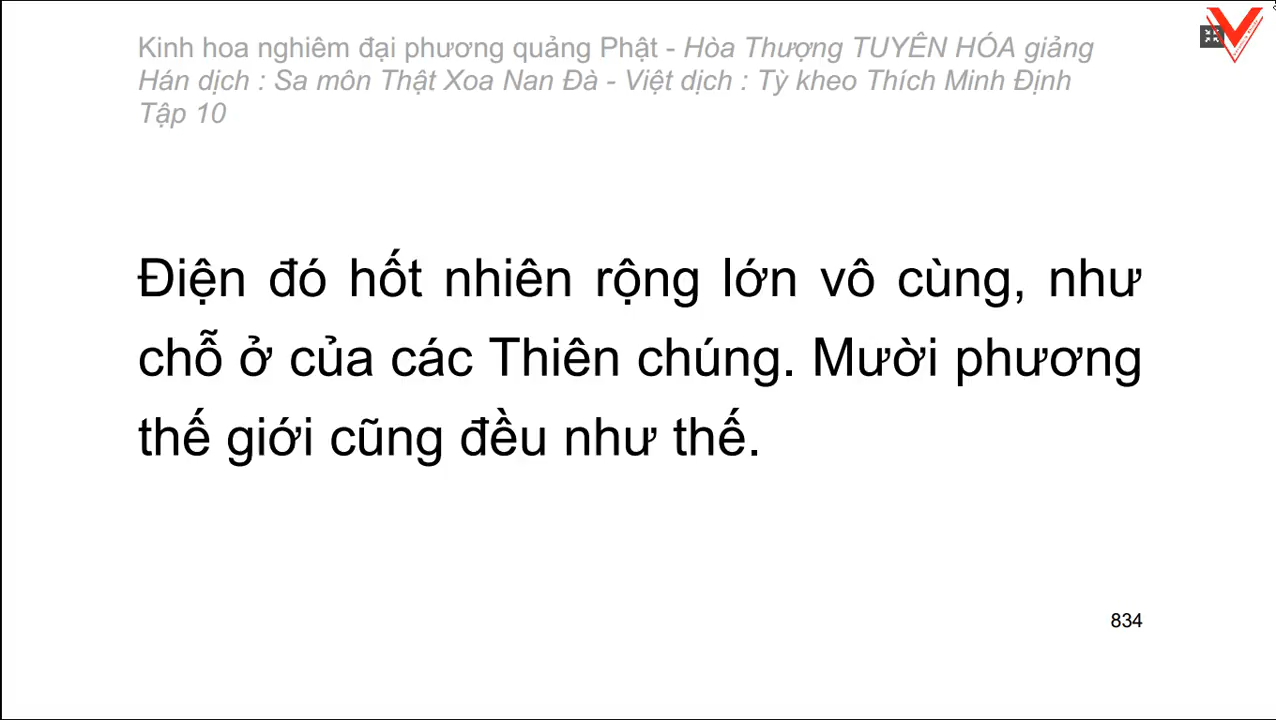 Kinh hoa nghiêm đại phương quảng Phật - Hòa Thượng TUYÊN HÓA giảng
Hán dịch : Sa môn Thật Xoa Nan Đà - Việt dịch : Tỳ kheo Thích Minh Định
Tập 10
Điện đó hốt nhiên rộng lớn vô cùng, như
chỗ ở của các Thiên chúng. Mười phương
thế giới cũng đều như thế.
834